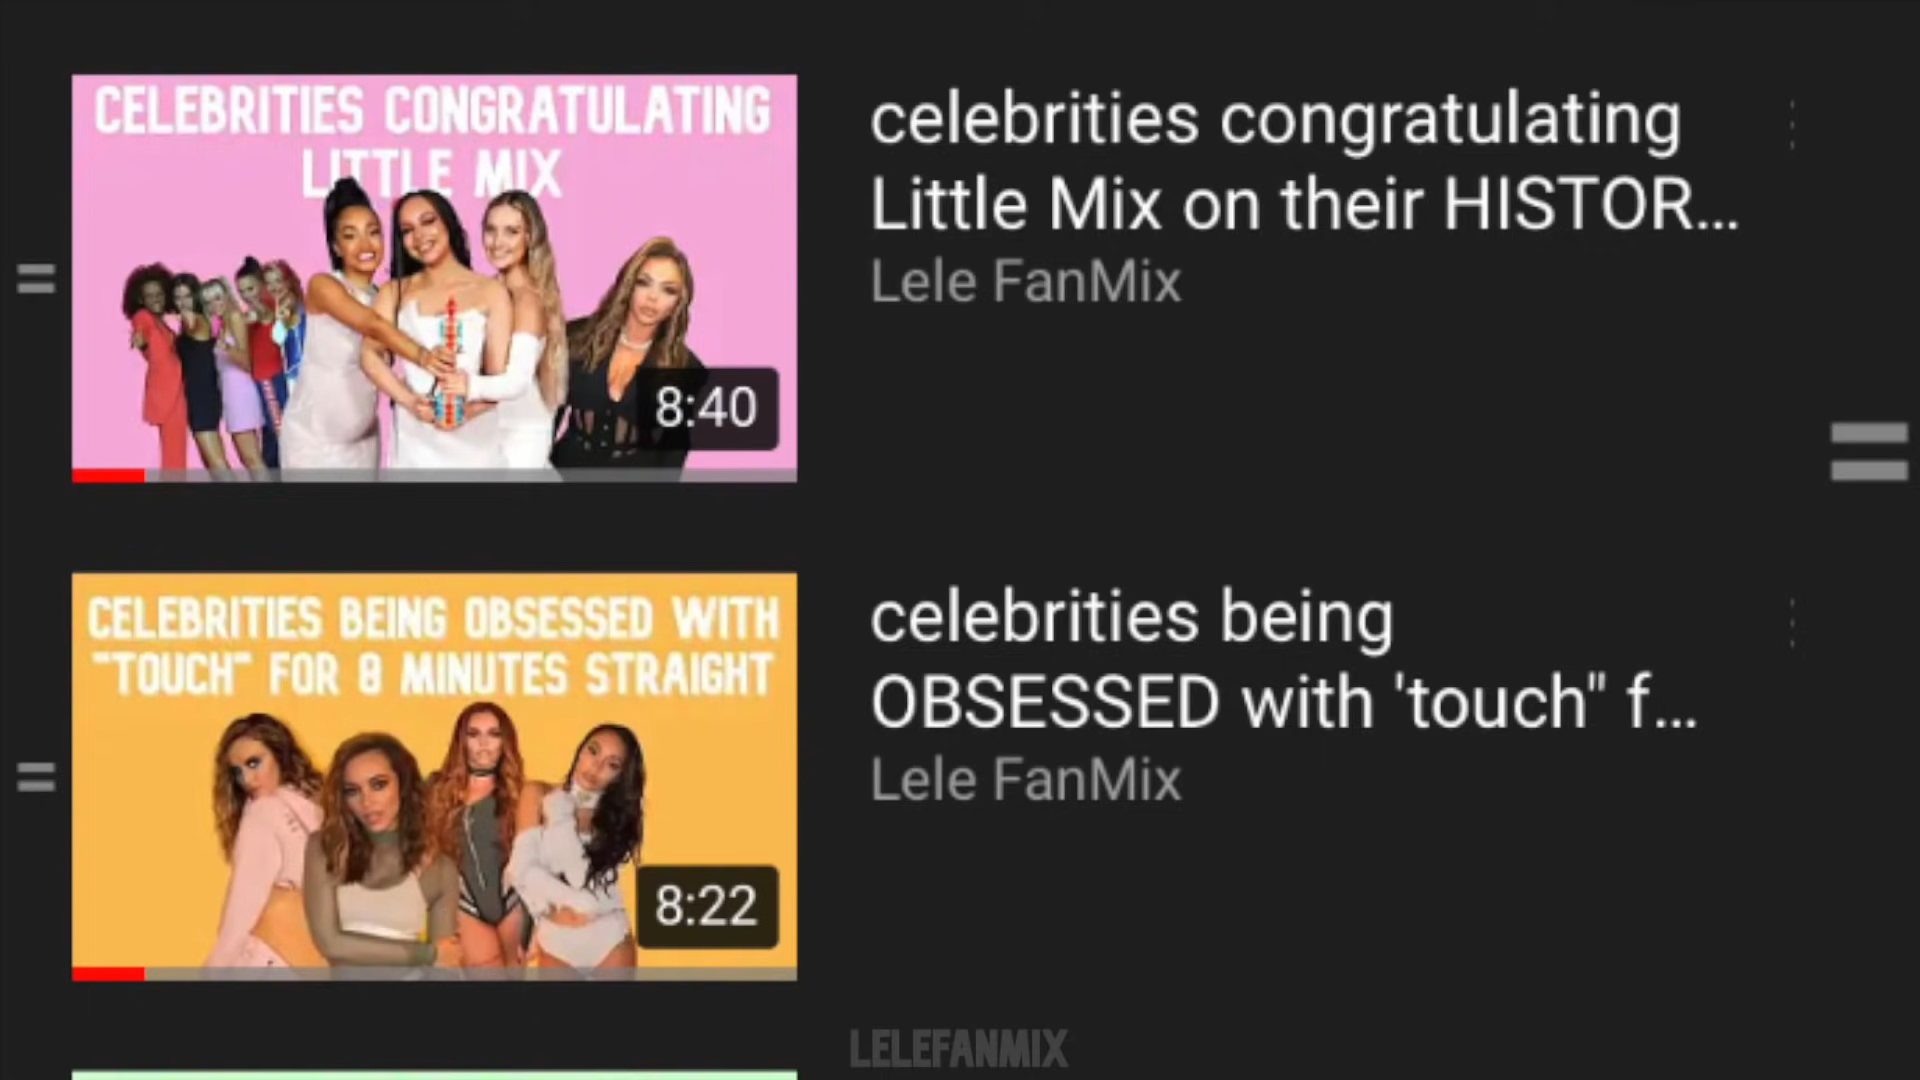 CELEBRITIES CONGRATULATING
LITTLE MIX
8:40
celebrities congratulating
Little Mix on their HISTOR...
Lele FanMix
CELEBRITIES BEING OBSESSED WITH
"TOUCH" FOR 8 MINUTES STRAIGHT
8:22
celebrities being
OBSESSED with 'touch" f...
Lele FanMix
LELEFANMIX